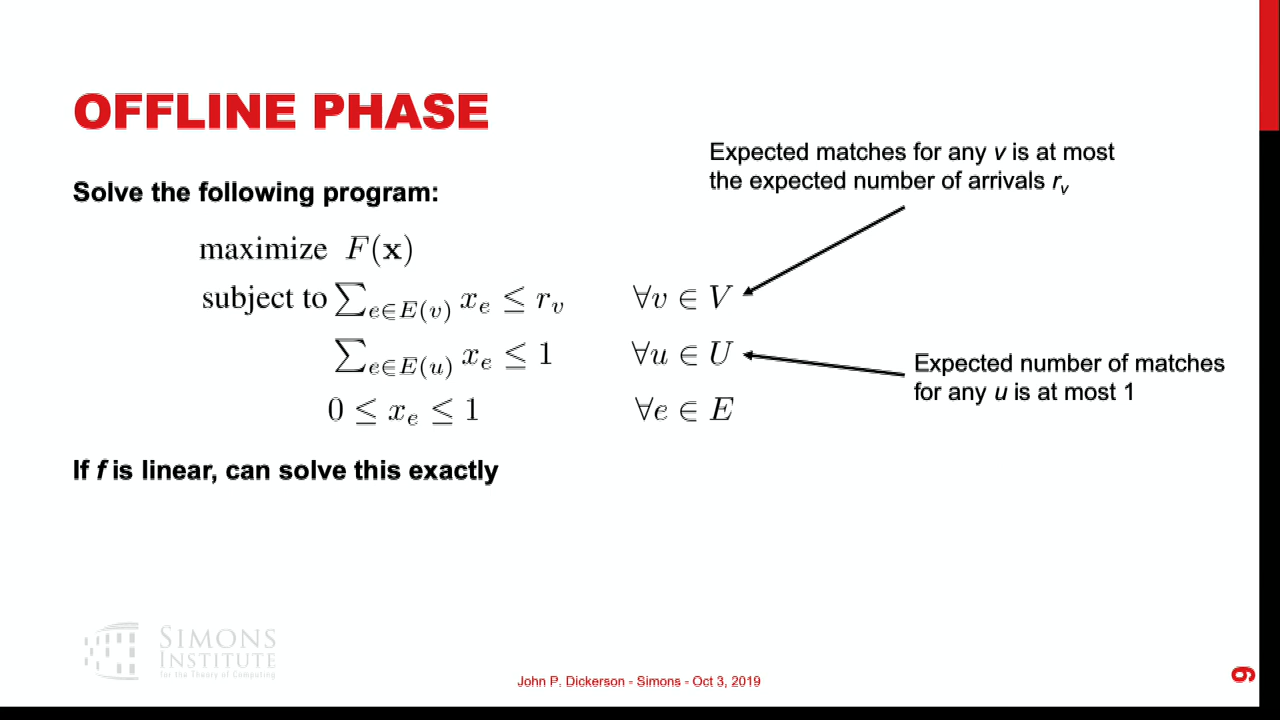 OFFLINE PHASE
Expected matches for any v is at most
the expected number of arrivals r_v
Solve the following program:
maximize F(x)
subject to ∑_{e∈E(v)} x_e ≤ r_v ∀v ∈ V
∑_{e∈E(u)} x_e ≤ 1 ∀u ∈ U
Expected number of matches
for any u is at most 1
0 ≤ x_e ≤ 1 ∀e ∈ E
If f is linear, can solve this exactly
SIMONS
INSTITUTE
for the Theory of Computing
John P. Dickerson - Simons - Oct 3, 2019
9